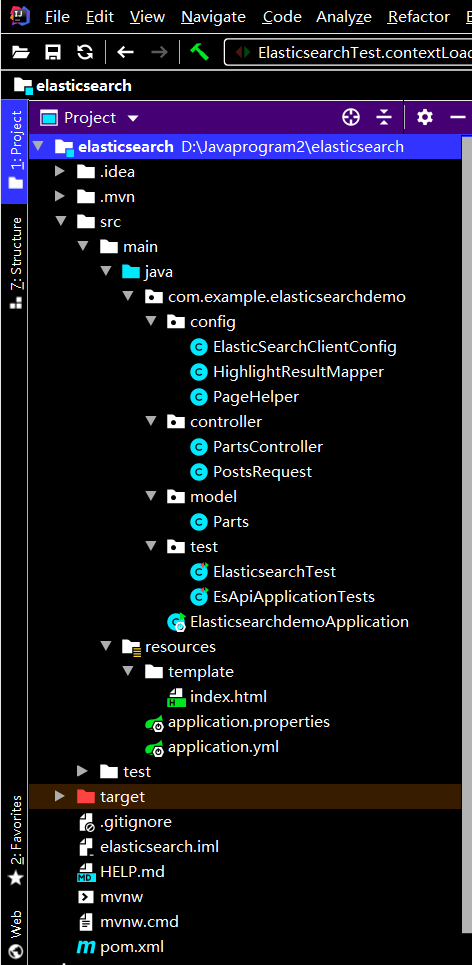 File Edit View Navigate Code Analyze Refactor
ElasticsearchTest.contextLoad
elasticsearch
1: Project
Project
elasticsearch D:\Javaprogram2\elasticsearch
.idea
.mvn
7: Structure
src
main
java
com.example.elasticsearchdemo
config
ElasticSearchClientConfig
HighlightResultMapper
PageHelper
controller
PartsController
PostsRequest
model
Parts
test
ElasticsearchTest
EsApiApplicationTests
ElasticsearchdemoApplication
resources
template
index.html
application.properties
application.yml
test
target
2: Favorites
.gitignore
elasticsearch.iml
HELP.md
mvnw
Web
mvnw.cmd
pom.xml